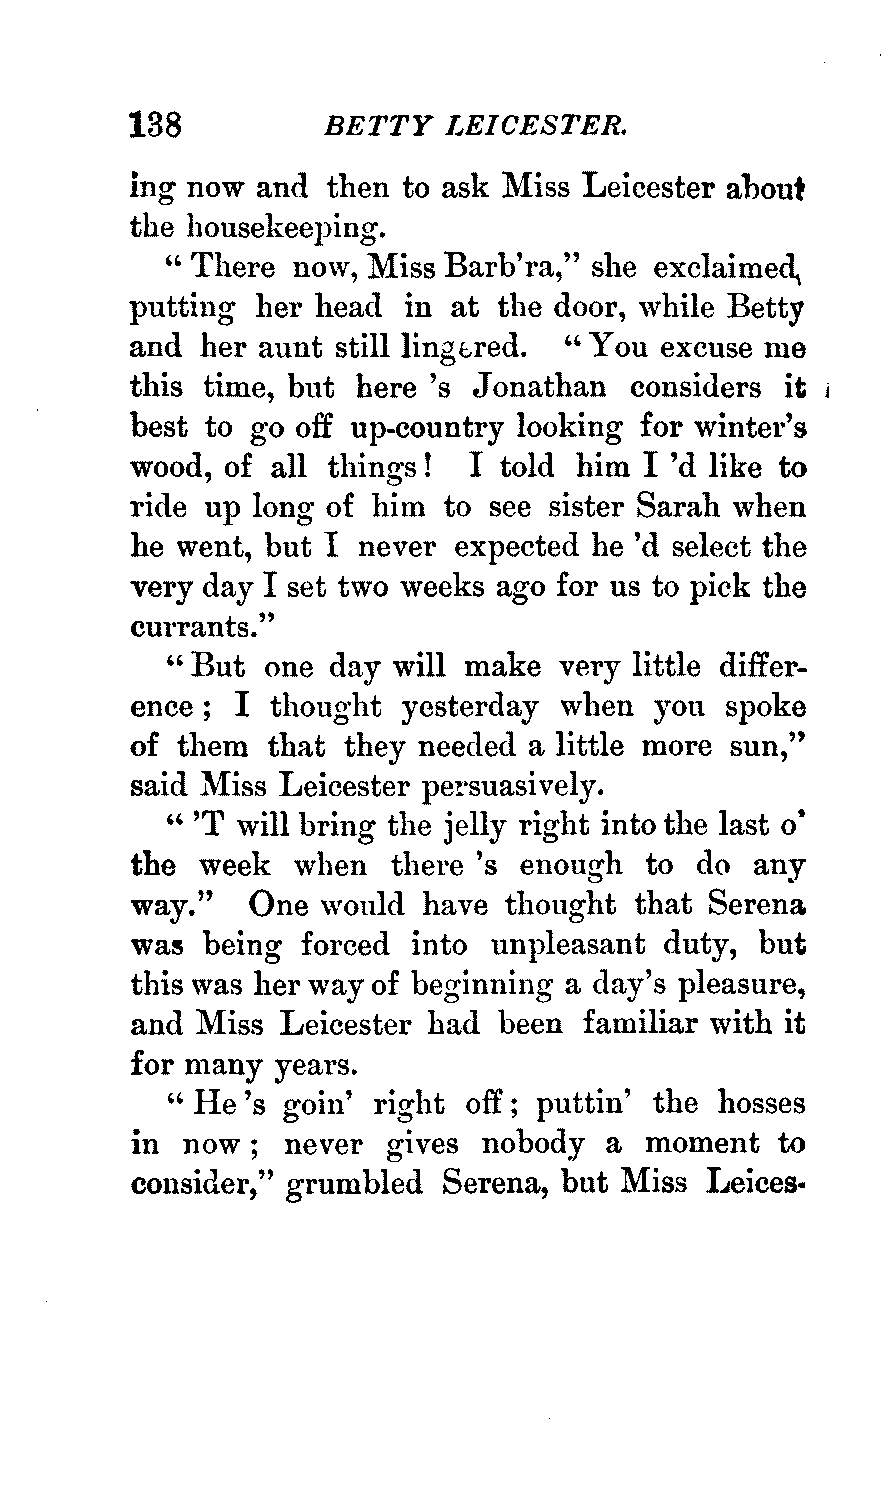 138 BETTY LEICESTER.
ing now and then to ask Miss Leicester about
the housekeeping.
“ There now, Miss Barb’ra,” she exclaimed,
putting her head in at the door, while Betty
and her aunt still lingered. “ You excuse me
this time, but here ’s Jonathan considers it
best to go off up-country looking for winter’s
wood, of all things! I told him I ’d like to
ride up long of him to see sister Sarah when
he went, but I never expected he ’d select the
very day I set two weeks ago for us to pick the
currants.”
“ But one day will make very little differ-
ence ; I thought yesterday when you spoke
of them that they needed a little more sun,”
said Miss Leicester persuasively.
“ ’T will bring the jelly right into the last o’
the week when there ’s enough to do any
way.” One would have thought that Serena
was being forced into unpleasant duty, but
this was her way of beginning a day’s pleasure,
and Miss Leicester had been familiar with it
for many years.
“ He ’s goin’ right off ; puttin’ the hosses
in now ; never gives nobody a moment to
consider,” grumbled Serena, but Miss Leices-